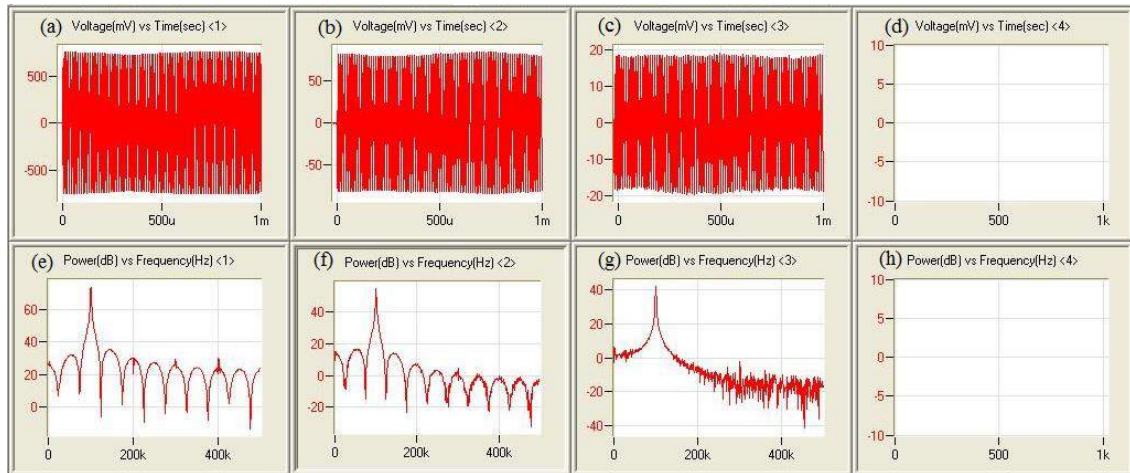 (a) Voltage(mV) vs Time(sec) <1>
500
0
-500
0 500u 1m
(b) Voltage(mV) vs Time(sec) <2>
50
0
-50
0 500u 1m
(c) Voltage(mV) vs Time(sec) <3>
20
10
0
-10
-20
0 500u 1m
(d) Voltage(mV) vs Time(sec) <4>
10
5
0
-5
-10
0 500 1k
(e) Power(dB) vs Frequency(Hz) <1>
60
40
20
0
0 200k 400k
(f) Power(dB) vs Frequency(Hz) <2>
40
20
0
-20
0 200k 400k
(g) Power(dB) vs Frequency(Hz) <3>
40
20
0
-20
-40
0 200k 400k
(h) Power(dB) vs Frequency(Hz) <4>
10
5
0
-5
-10
0 500 1k